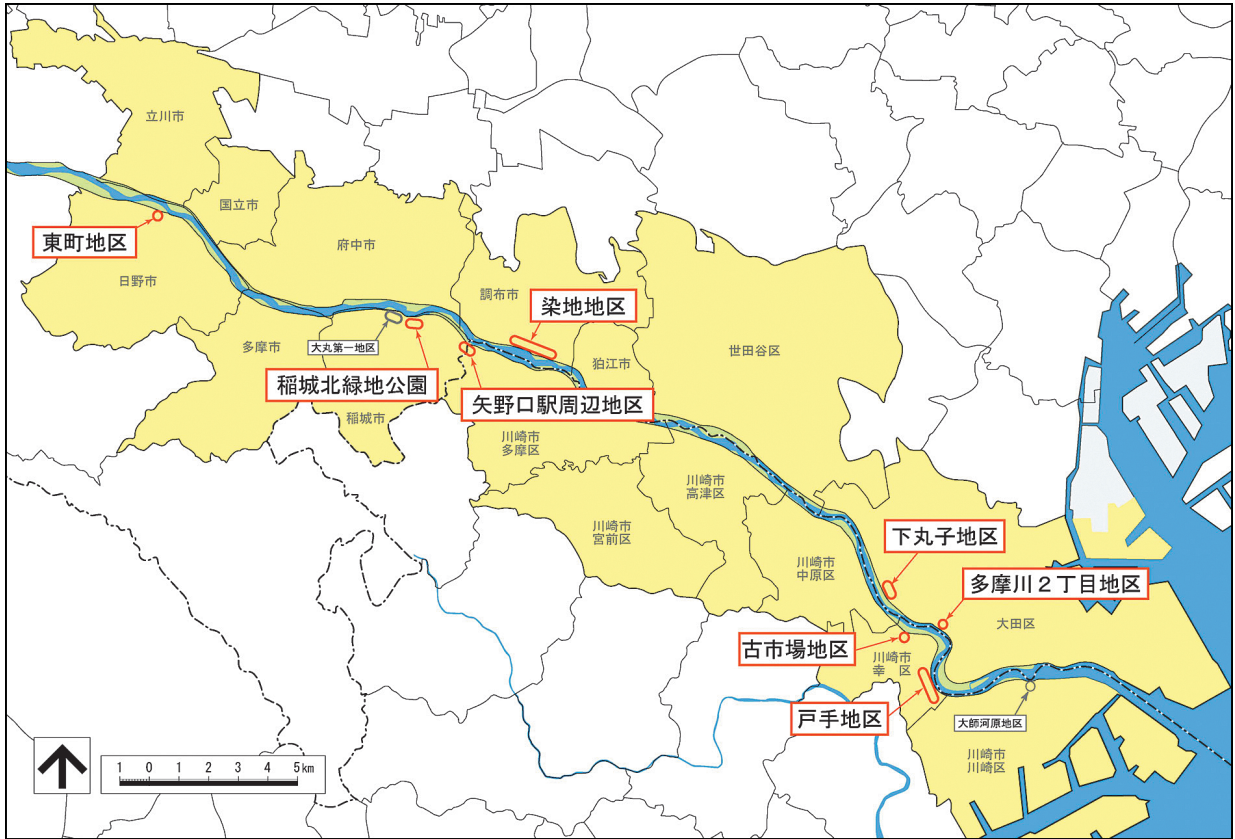 立川市
国立市
東町地区
府中市
日野市
調布市
染地地区
大丸第一地区
多摩市
狛江市
世田谷区
稲城北緑地公園
矢野口駅周辺地区
稲城市
川崎市
多摩区
川崎市
高津区
川崎市
宮前区
下丸子地区
川崎市
中原区
多摩川2丁目地区
大田区
古市場地区
川崎市
幸 区
戸手地区
大師河原地区
川崎市
川崎区
1 0 1 2 3 4 5km